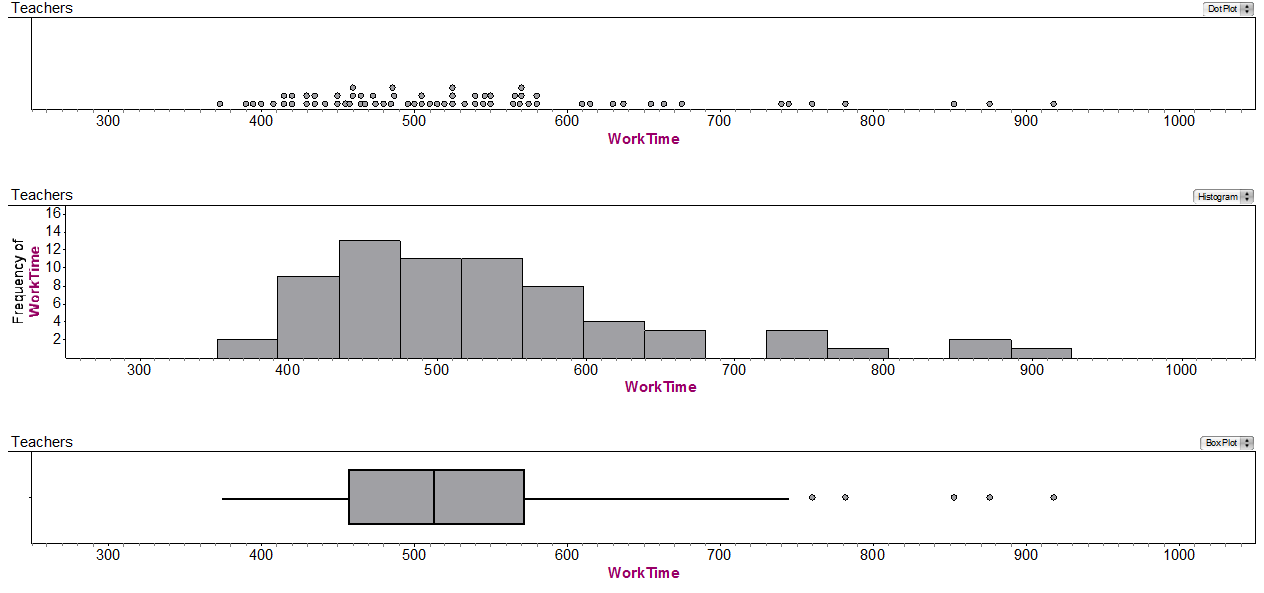 Teachers DotPlot
300 400 500 600 700 800 900 1000
WorkTime
Teachers Histogram
Frequency of
WorkTime
16
14
12
10
8
6
4
2
300 400 500 600 700 800 900 1000
WorkTime
Teachers BoxPlot
300 400 500 600 700 800 900 1000
WorkTime